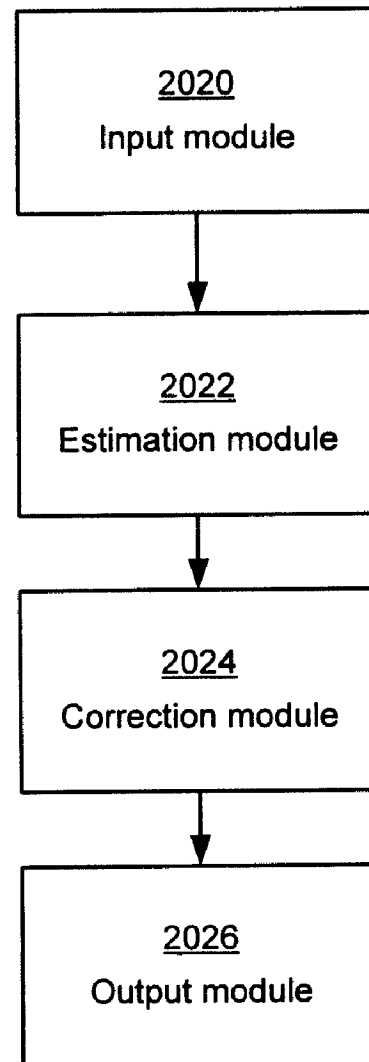 2020
Input module
2022
Estimation module
2024
Correction module
2026
Output module